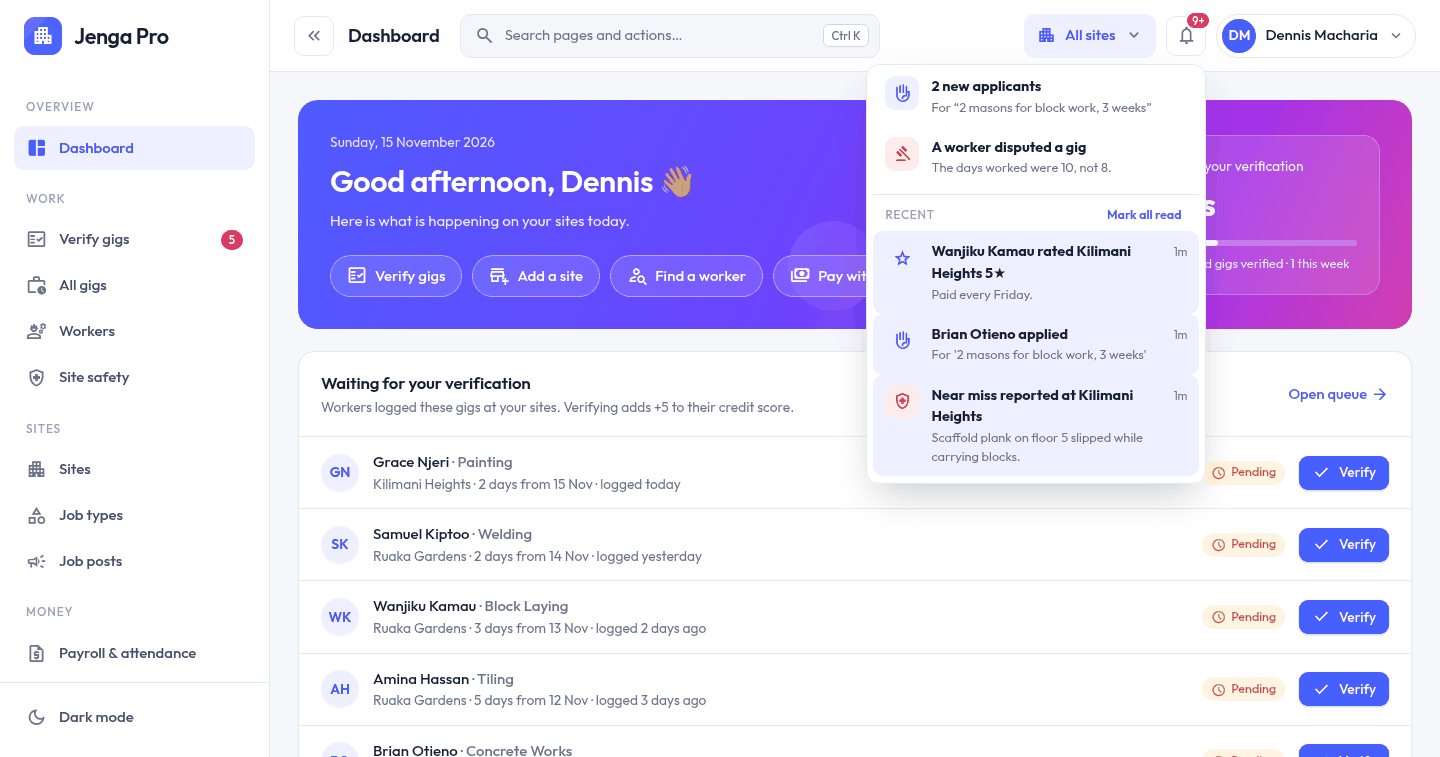 Jenga Pro
Dashboard
Search pages and actions...
Ctrl K
All sites
9+
DM
Dennis Macharia
OVERVIEW
Dashboard
WORK
Verify gigs
5
All gigs
Workers
Site safety
SITES
Sites
Job types
Job posts
MONEY
Payroll & attendance
Dark mode
Sunday, 15 November 2026
Good afternoon, Dennis 👋🏽
Here is what is happening on your sites today.
Verify gigs
Add a site
Find a worker
Pay wit
your verification
s
d gigs verified · 1 this week
2 new applicants
For “2 masons for block work, 3 weeks”
A worker disputed a gig
The days worked were 10, not 8.
RECENT
Mark all read
Wanjiku Kamau rated Kilimani
Heights 5★
1m
Paid every Friday.
Brian Otieno applied
1m
For '2 masons for block work, 3 weeks'
Near miss reported at Kilimani
Heights
1m
Scaffold plank on floor 5 slipped while
carrying blocks.
Waiting for your verification
Workers logged these gigs at your sites. Verifying adds +5 to their credit score.
Open queue
GN
Grace Njeri · Painting
Kilimani Heights · 2 days from 15 Nov · logged today
Pending
Verify
SK
Samuel Kiptoo · Welding
Ruaka Gardens · 2 days from 14 Nov · logged yesterday
Pending
Verify
WK
Wanjiku Kamau · Block Laying
Ruaka Gardens · 3 days from 13 Nov · logged 2 days ago
Pending
Verify
AH
Amina Hassan · Tiling
Ruaka Gardens · 5 days from 12 Nov · logged 3 days ago
Pending
Verify
Brian Otieno · Concrete Works